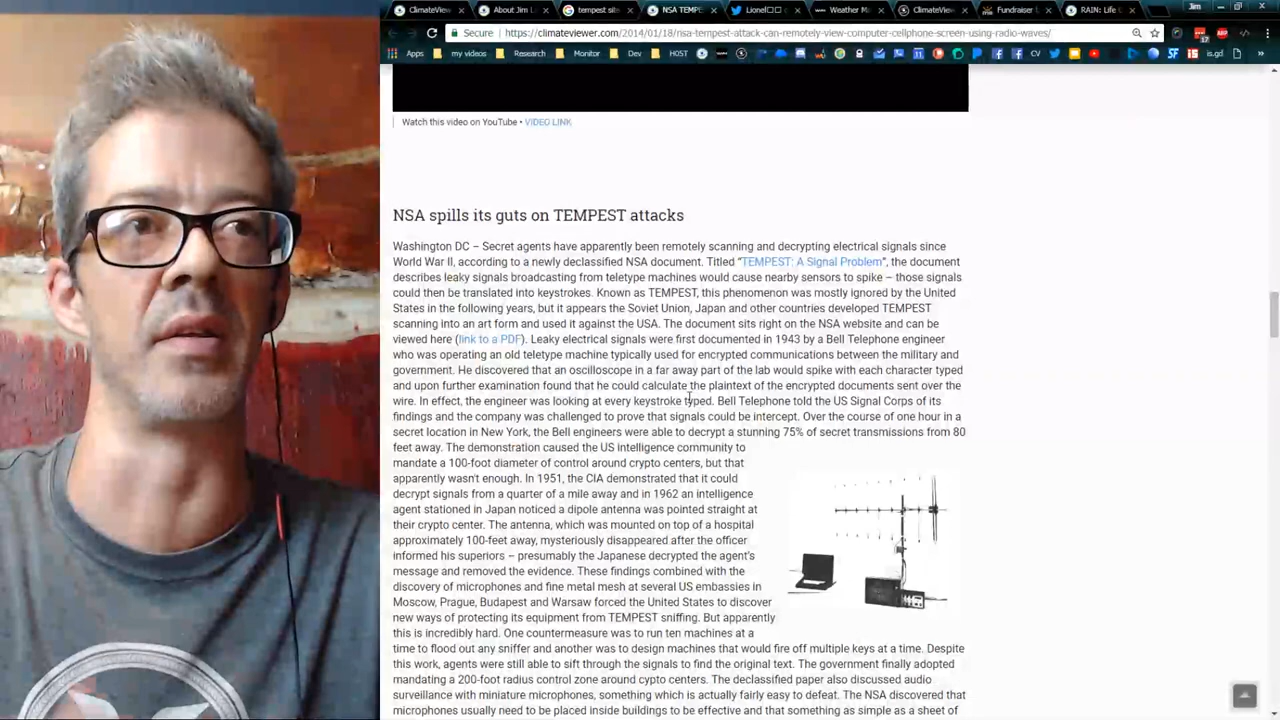 ClimateView
About Jim L
tempest site
NSA TEMPE
Lionel
Weather M
ClimateView
Fundraiser
RAIN: Life
Jim
Secure | https://climateviewer.com/2014/01/18/nsa-tempest-attack-can-remotely-view-computer-cellphone-screen-using-radio-waves/
Apps my videos Research Monitor Dev H0ST CV is.gd
Watch this video on YouTube • VIDEO LINK
NSA spills its guts on TEMPEST attacks
Washington DC – Secret agents have apparently been remotely scanning and decrypting electrical signals since
World War II, according to a newly declassified NSA document. Titled “TEMPEST: A Signal Problem”, the document
describes leaky signals broadcasting from teletype machines would cause nearby sensors to spike – those signals
could then be translated into keystrokes. Known as TEMPEST, this phenomenon was mostly ignored by the United
States in the following years, but it appears the Soviet Union, Japan and other countries developed TEMPEST
scanning into an art form and used it against the USA. The document sits right on the NSA website and can be
viewed here (link to a PDF). Leaky electrical signals were first documented in 1943 by a Bell Telephone engineer
who was operating an old teletype machine typically used for encrypted communications between the military and
government. He discovered that an oscilloscope in a far away part of the lab would spike with each character typed
and upon further examination found that he could calculate the plaintext of the encrypted documents sent over the
wire. In effect, the engineer was looking at every keystroke typed. Bell Telephone told the US Signal Corps of its
findings and the company was challenged to prove that signals could be intercept. Over the course of one hour in a
secret location in New York, the Bell engineers were able to decrypt a stunning 75% of secret transmissions from 80
feet away. The demonstration caused the US intelligence community to
mandate a 100-foot diameter of control around crypto centers, but that
apparently wasn't enough. In 1951, the CIA demonstrated that it could
decrypt signals from a quarter of a mile away and in 1962 an intelligence
agent stationed in Japan noticed a dipole antenna was pointed straight at
their crypto center. The antenna, which was mounted on top of a hospital
approximately 100-feet away, mysteriously disappeared after the officer
informed his superiors – presumably the Japanese decrypted the agent's
message and removed the evidence. These findings combined with the
discovery of microphones and fine metal mesh at several US embassies in
Moscow, Prague, Budapest and Warsaw forced the United States to discover
new ways of protecting its equipment from TEMPEST sniffing. But apparently
this is incredibly hard. One countermeasure was to run ten machines at a
time to flood out any sniffer and another was to design machines that would fire off multiple keys at a time. Despite
this work, agents were still able to sift through the signals to find the original text. The government finally adopted
mandating a 200-foot radius control zone around cypto centers. The declassified paper also discussed audio
surveillance with miniature microphones, something which is actually fairly easy to defeat. The NSA discovered that
microphones usually need to be placed inside buildings to be effective and that something as simple as a sheet of